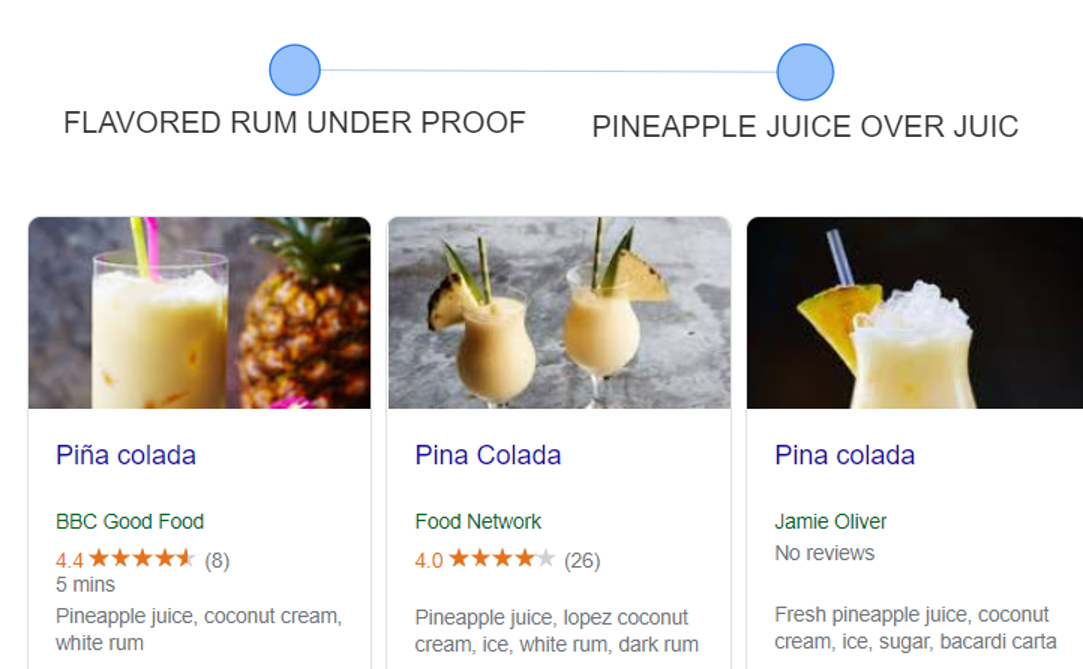 FLAVORED RUM UNDER PROOF
PINEAPPLE JUICE OVER JUIC
Piña colada
BBC Good Food
4.4 (8)
5 mins
Pineapple juice, coconut cream,
white rum
Pina Colada
Food Network
4.0 (26)
Pineapple juice, lopez coconut
cream, ice, white rum, dark rum
Pina colada
Jamie Oliver
No reviews
Fresh pineapple juice, coconut
cream, ice, sugar, bacardi carta